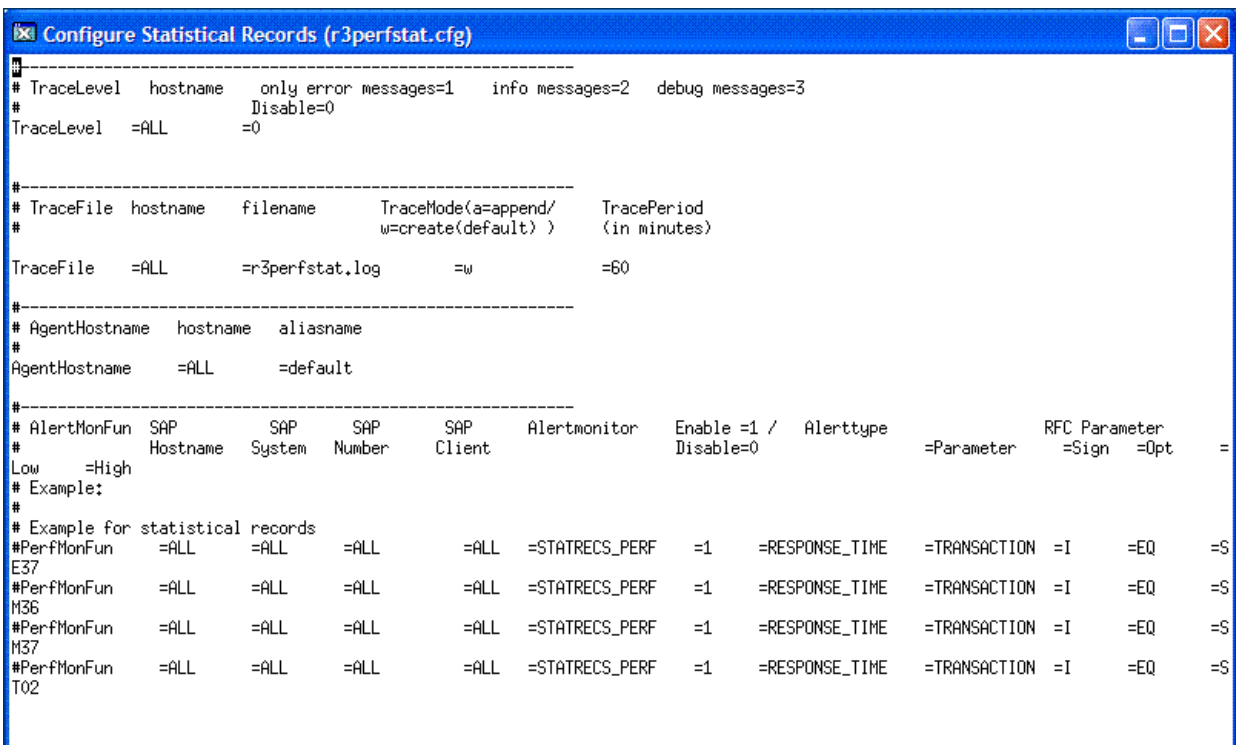 Configure Statistical Records (r3perfstat.cfg)
#------------------------------------------------------------
# TraceLevel   hostname    only error messages=1    info messages=2   debug messages=3
#                         Disable=0
TraceLevel   =ALL        =0
#------------------------------------------------------------
# TraceFile  hostname    filename       TraceMode(a=append/     TracePeriod
#                                       w=create(default) )     (in minutes)
TraceFile    =ALL        =r3perfstat.log        =w              =60
#------------------------------------------------------------
# AgentHostname   hostname   aliasname
#
AgentHostname     =ALL       =default
#------------------------------------------------------------
# AlertMonFun  SAP          SAP      SAP       SAP      Alertmonitor    Enable =1 /   Alerttype                 RFC Parameter
#              Hostname   System   Number     Client                    Disable=0                  =Parameter     =Sign   =Opt     =
Low     =High
# Example:
#
# Example for statistical records
#PerfMonFun     =ALL      =ALL      =ALL         =ALL   =STATRECS_PERF    =1     =RESPONSE_TIME    =TRANSACTION  =I      =EQ      =S
E37
#PerfMonFun     =ALL      =ALL      =ALL         =ALL   =STATRECS_PERF    =1     =RESPONSE_TIME    =TRANSACTION  =I      =EQ      =S
M36
#PerfMonFun     =ALL      =ALL      =ALL         =ALL   =STATRECS_PERF    =1     =RESPONSE_TIME    =TRANSACTION  =I      =EQ      =S
M37
#PerfMonFun     =ALL      =ALL      =ALL         =ALL   =STATRECS_PERF    =1     =RESPONSE_TIME    =TRANSACTION  =I      =EQ      =S
T02